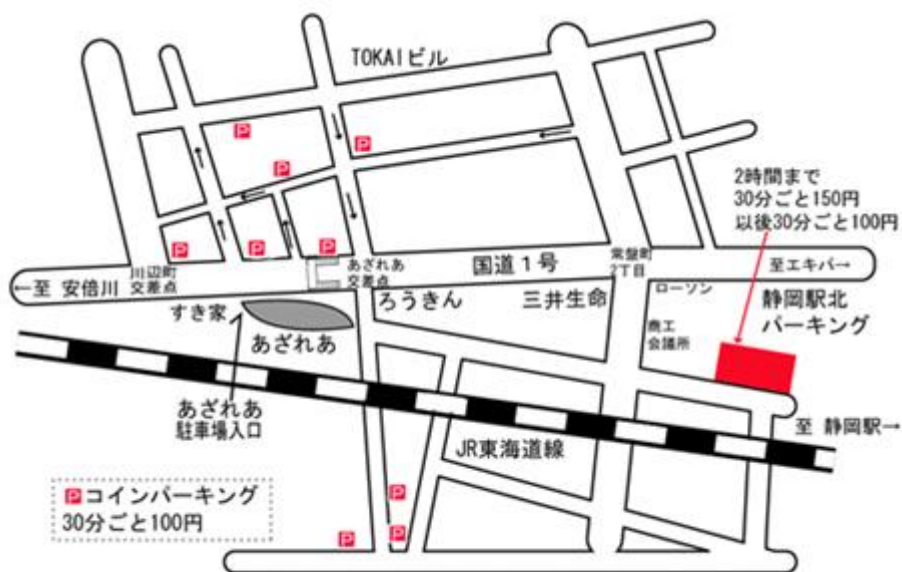 TOKAIビル
P
P
P
2時間まで
30分ごと150円
以後30分ごと100円
P
P
P
←至 安倍川
川辺町
交差点
あざれあ
交差点
国道1号
常盤町
2丁目
至エキパ→
ローソン
すき家
あざれあ
ろうきん
三井生命
商工
会議所
静岡駅北
パーキング
あざれあ
駐車場入口
JR東海道線
至 静岡駅→
Pコインパーキング
30分ごと100円
P
P
P